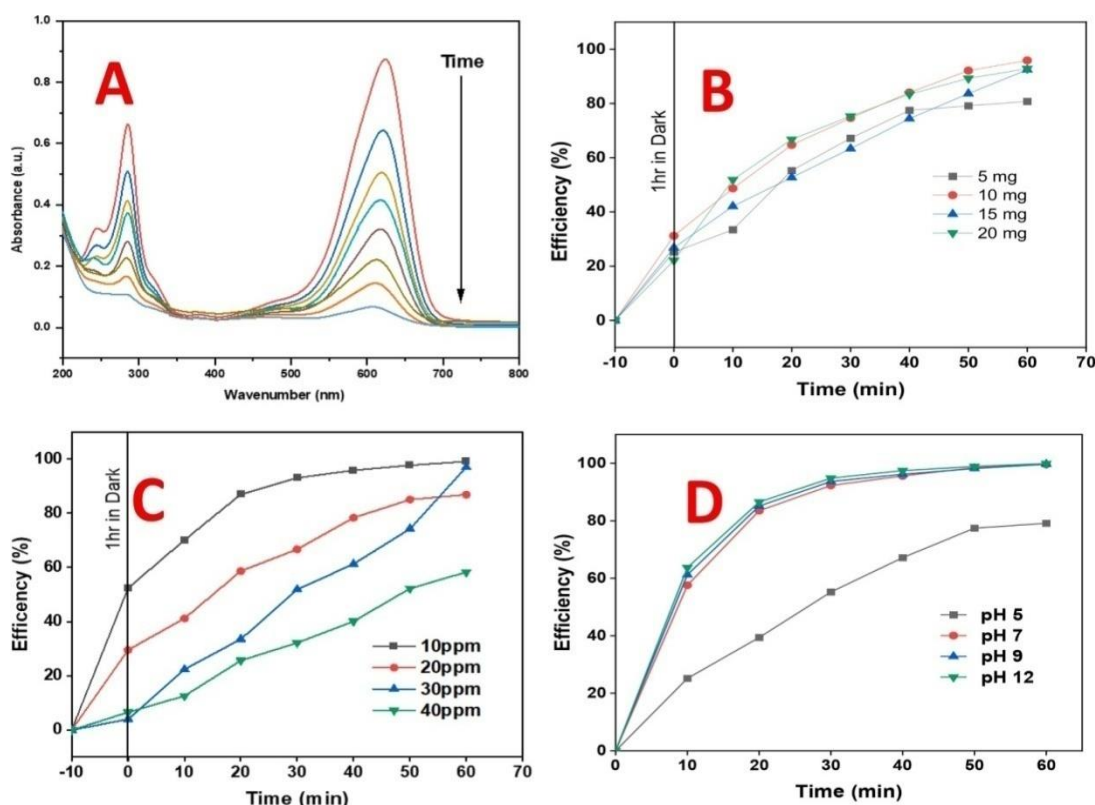 A
Time
1.0
0.8
0.6
0.4
0.2
0.0
Absorbance (a.u.)
200 300 400 500 600 700 800
Wavenumber (nm)
B
1hr in Dark
100
80
60
40
20
0
Efficiency (%)
5 mg
10 mg
15 mg
20 mg
-10 0 10 20 30 40 50 60 70
Time (min)
C
1hr in Dark
100
80
60
40
20
0
Efficency (%)
10ppm
20ppm
30ppm
40ppm
-10 0 10 20 30 40 50 60 70
Time (min)
D
100
80
60
40
20
0
Efficiency (%)
pH 5
pH 7
pH 9
pH 12
0 10 20 30 40 50 60
Time (min)